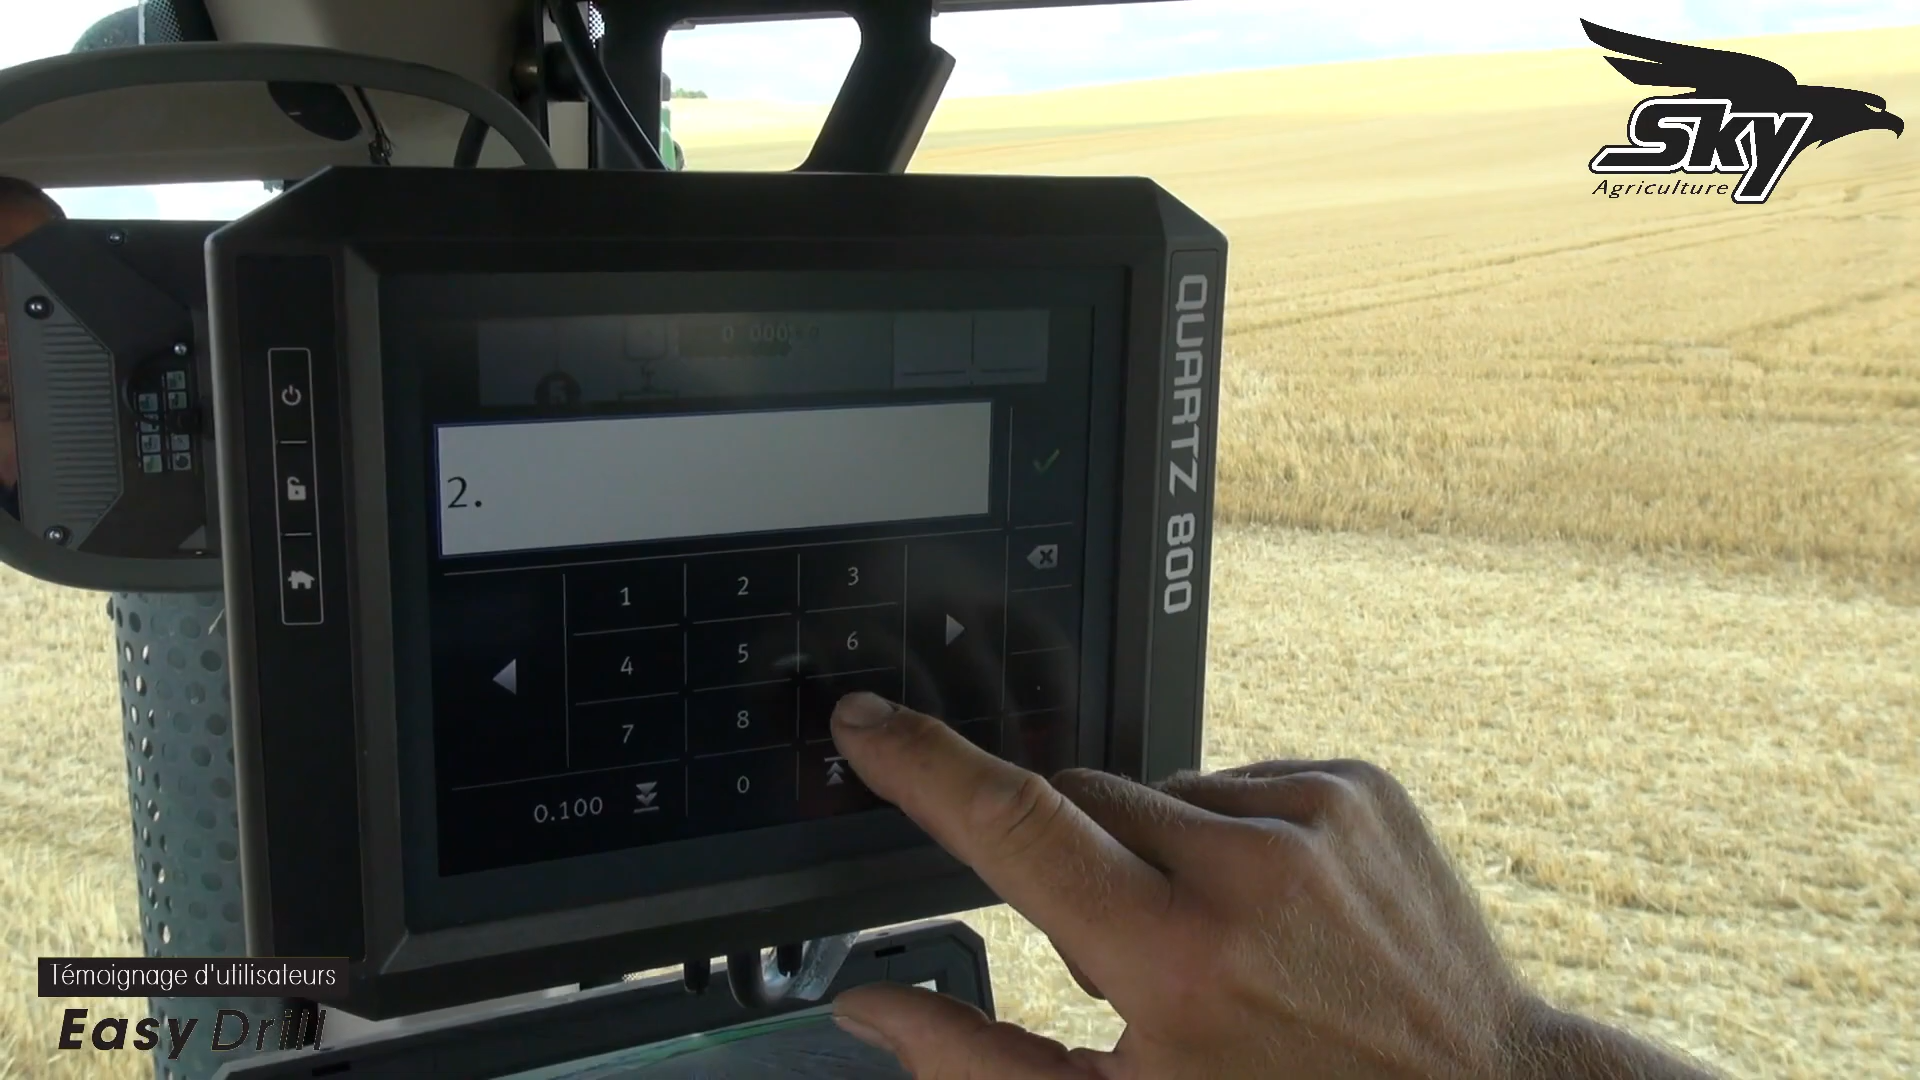 Sky
Agriculture
QUARTZ 800
2.
1 2 3
4 5 6
7 8
0.100 0
Témoignage d'utilisateurs
Easy Drill